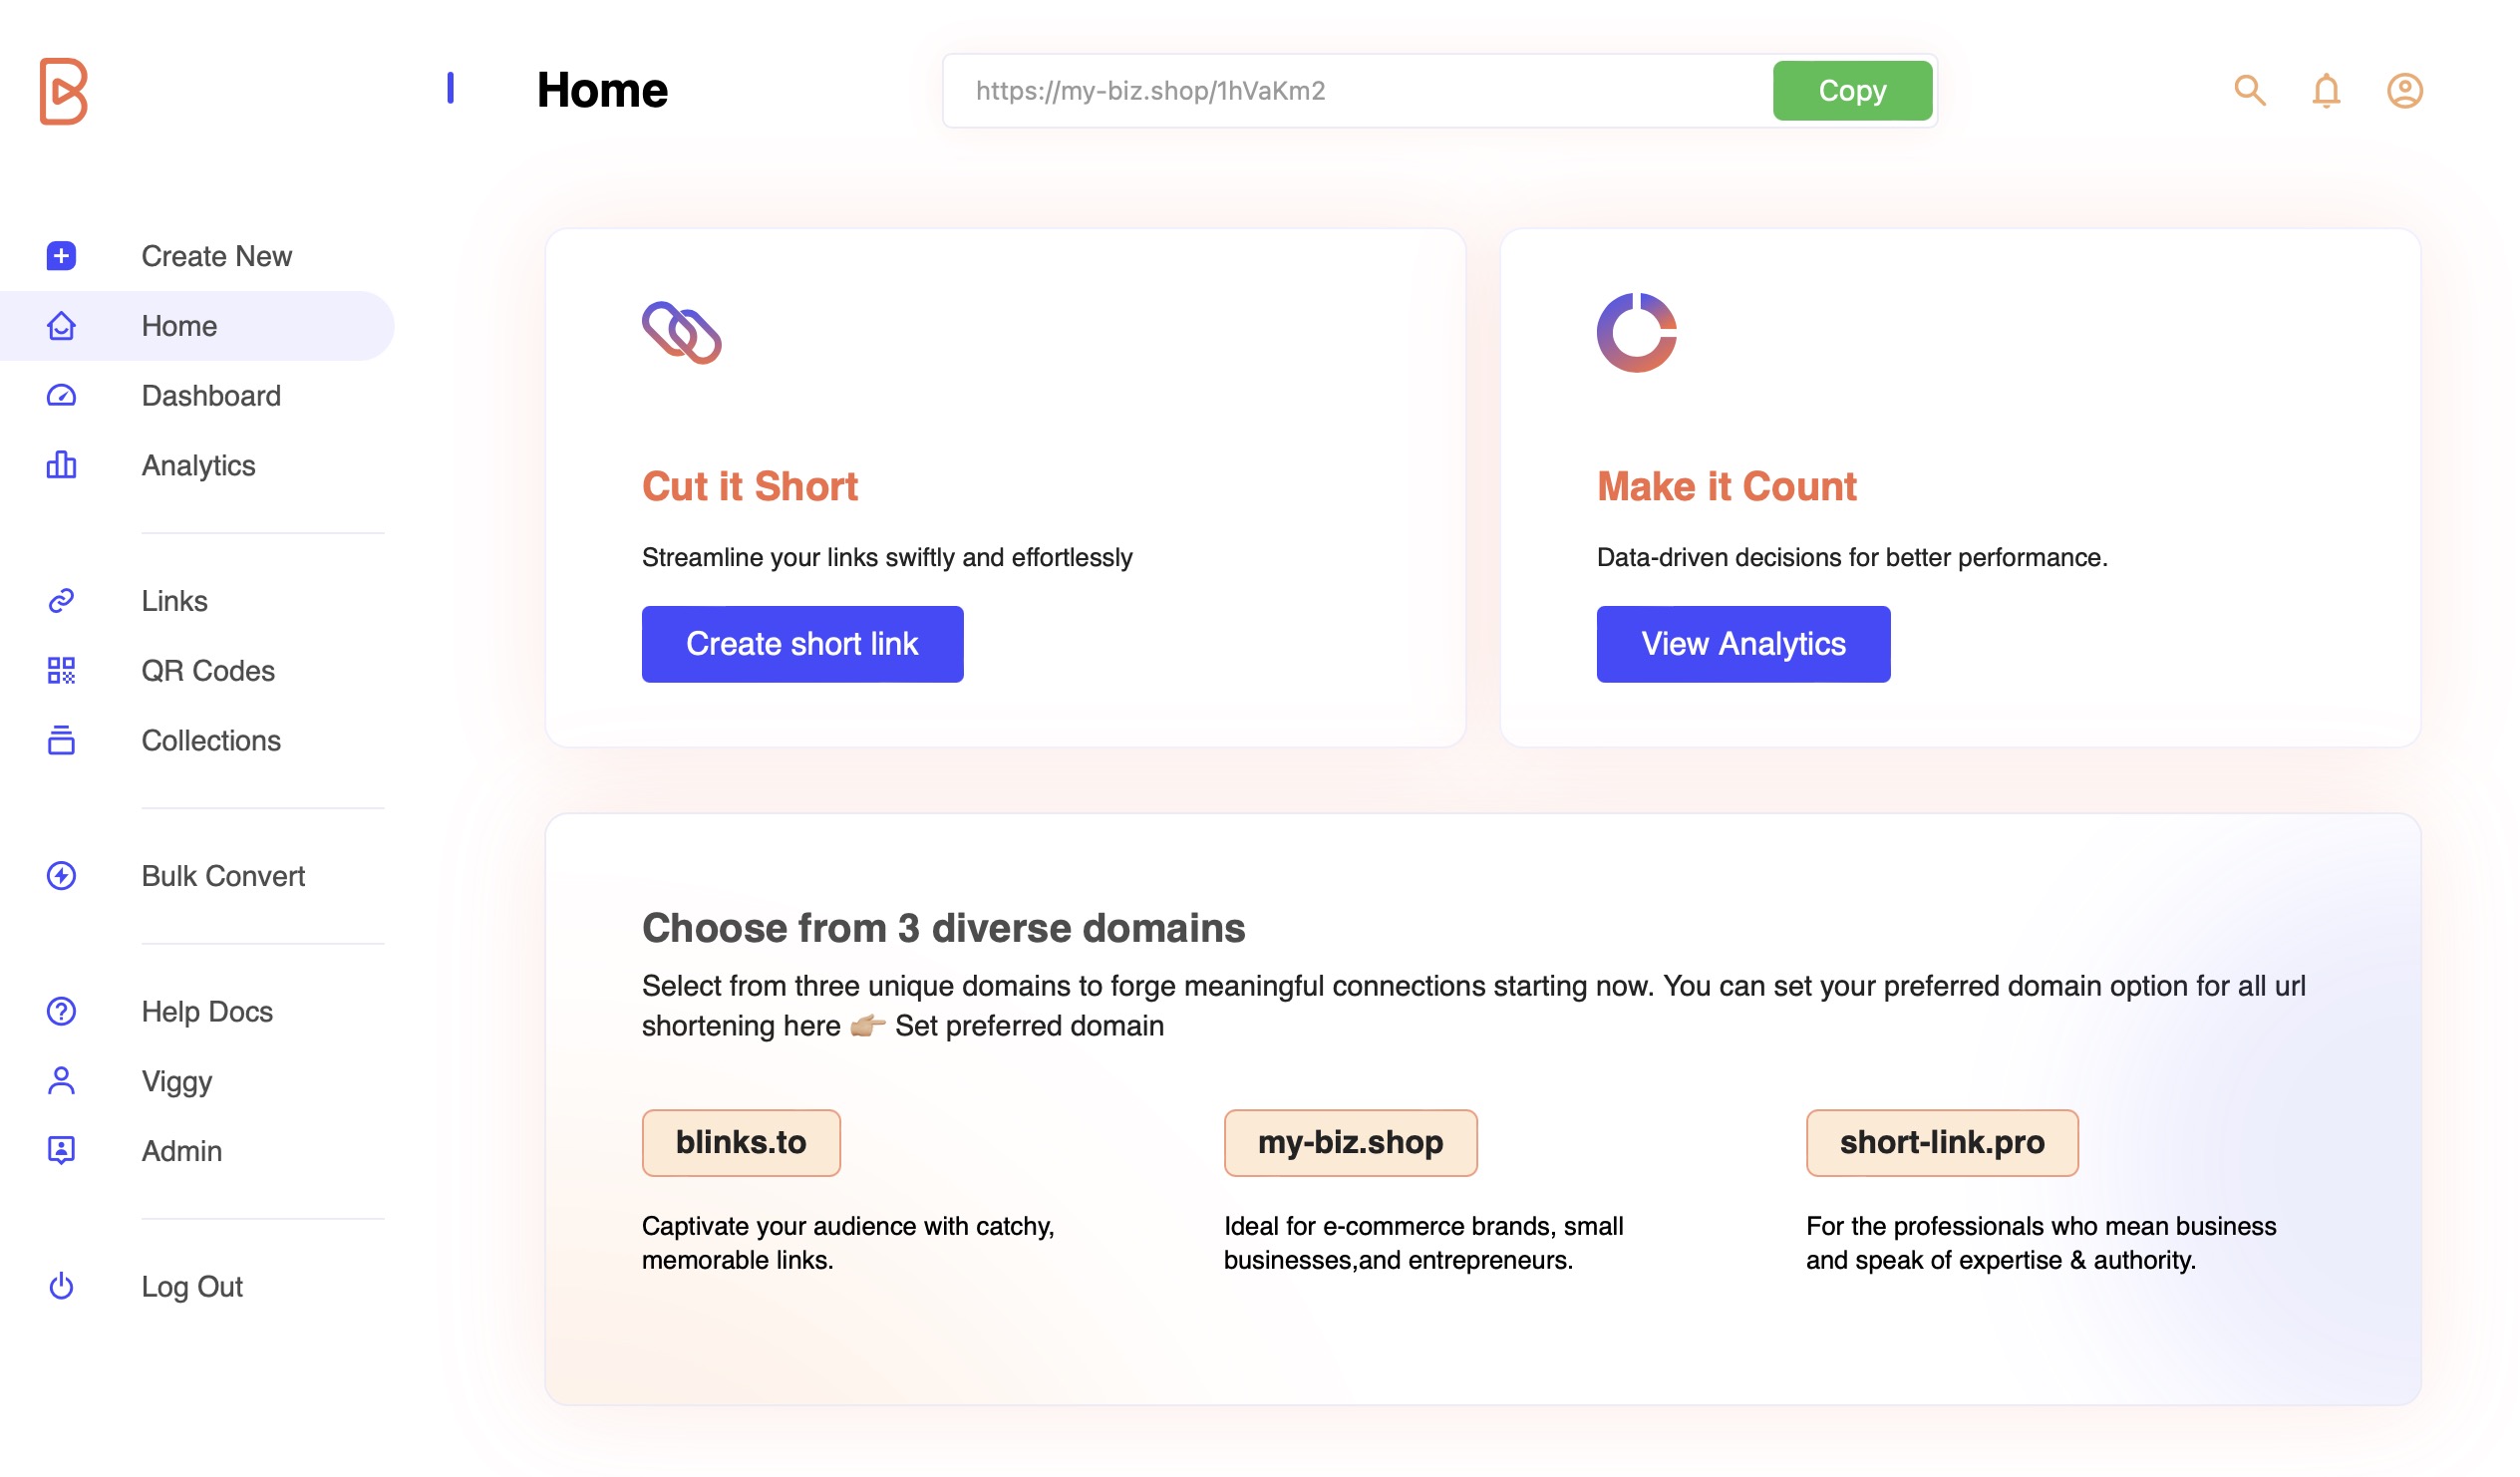 Home
https://my-biz.shop/1hVaKm2
Copy
Create New
Home
Dashboard
Analytics
Links
QR Codes
Collections
Bulk Convert
Help Docs
Viggy
Admin
Log Out
Cut it Short
Streamline your links swiftly and effortlessly
Create short link
Make it Count
Data-driven decisions for better performance.
View Analytics
Choose from 3 diverse domains
Select from three unique domains to forge meaningful connections starting now. You can set your preferred domain option for all url
shortening here 👉🏼 Set preferred domain
blinks.to
Captivate your audience with catchy,
memorable links.
my-biz.shop
Ideal for e-commerce brands, small
businesses,and entrepreneurs.
short-link.pro
For the professionals who mean business
and speak of expertise & authority.